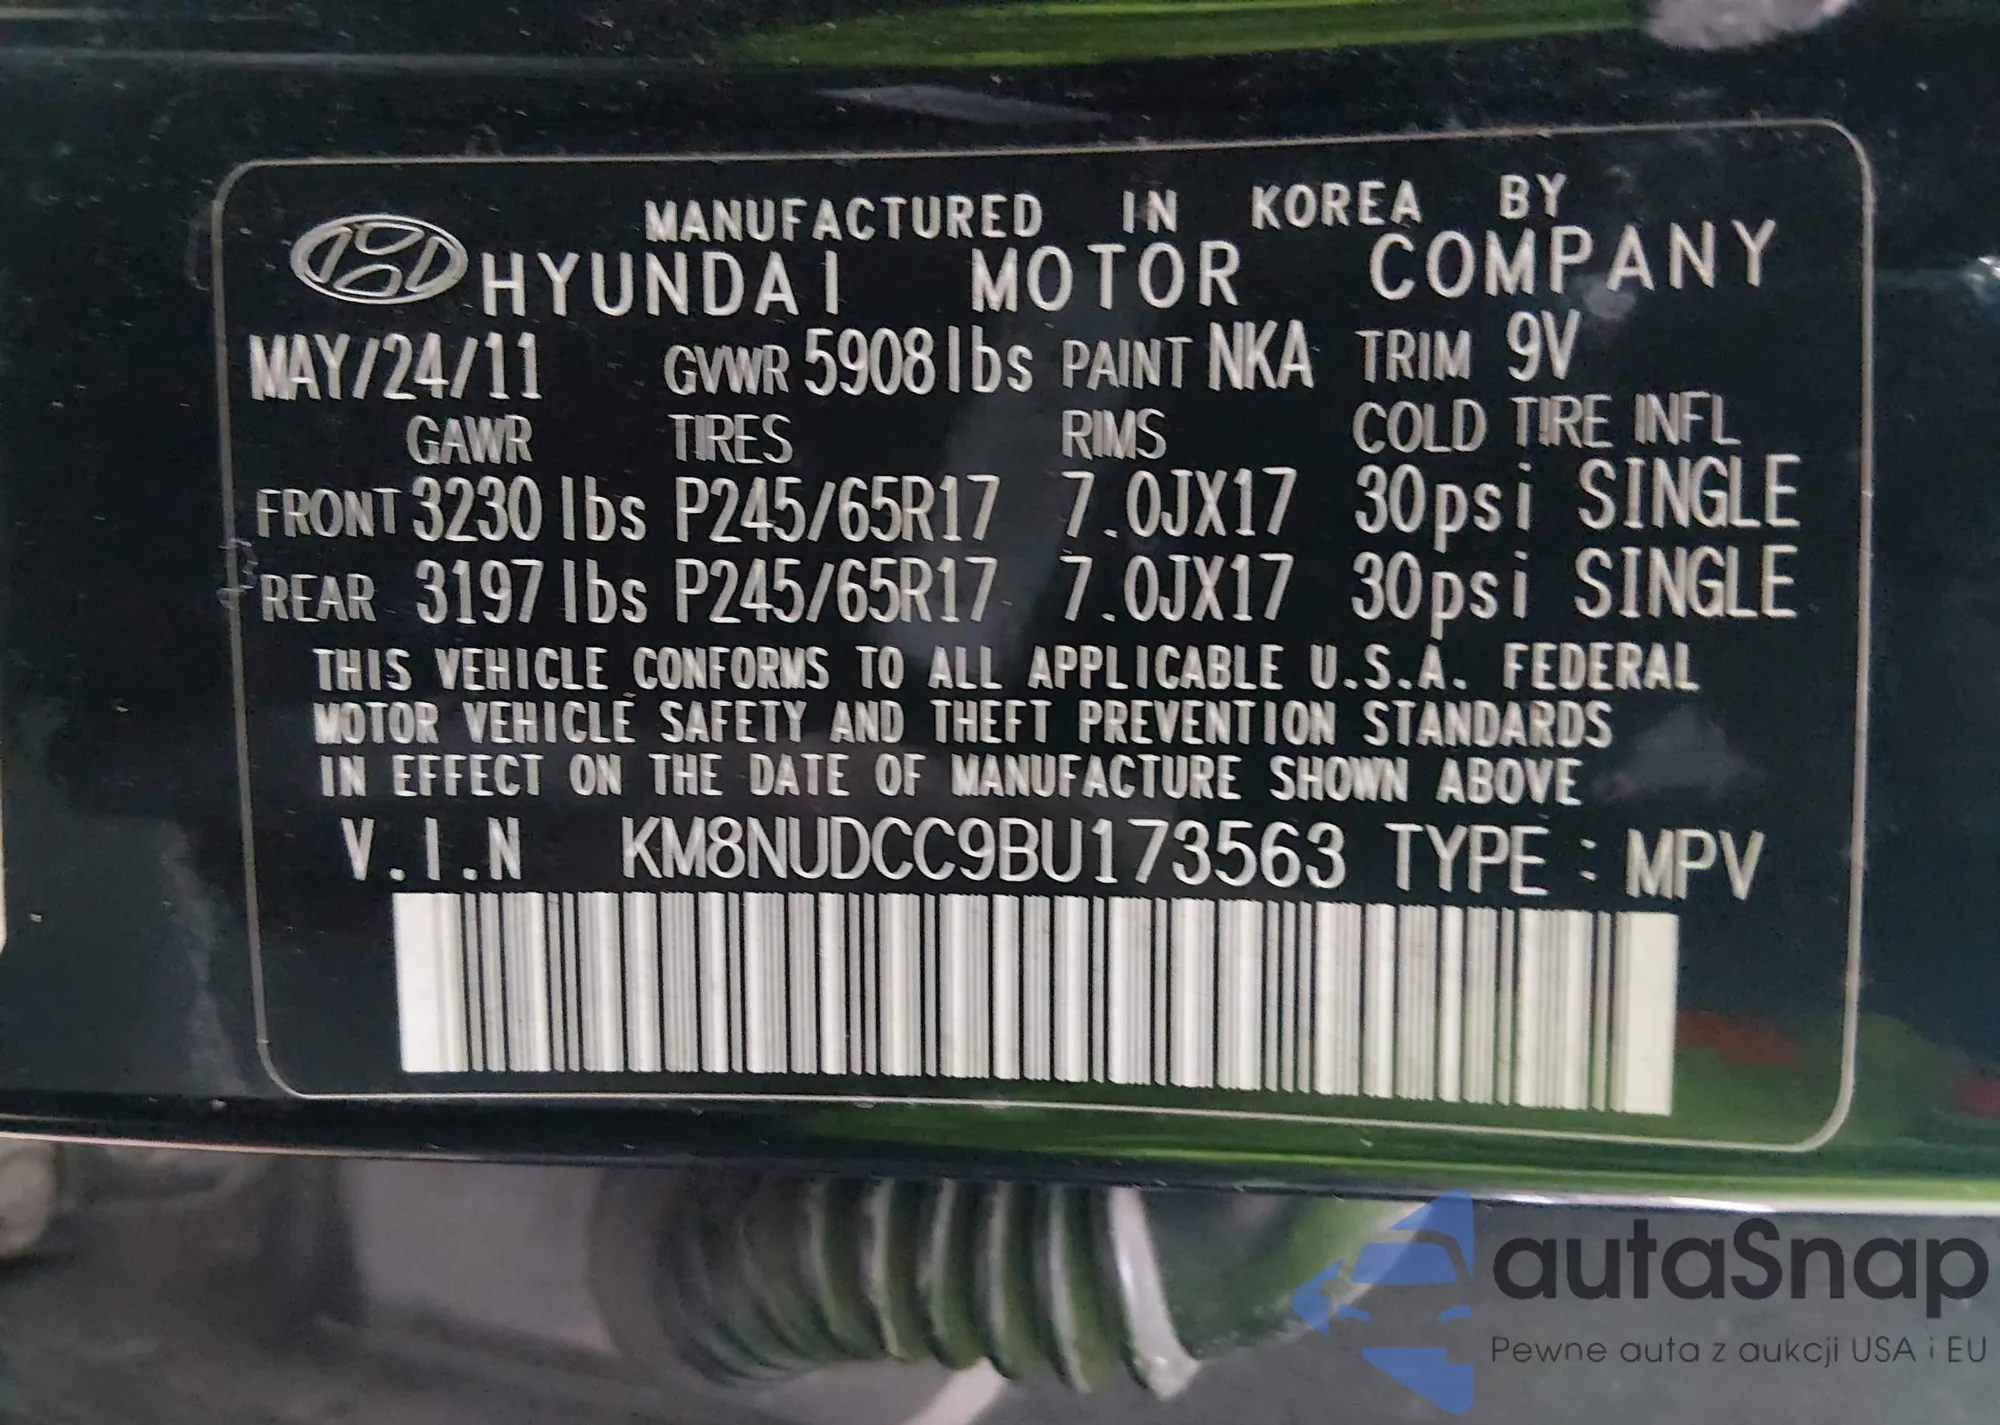 MANUFACTURED IN KOREA BY
HYUNDAI MOTOR COMPANY
MAY/24/11 GVWR 5908lbs PAINT NKA TRIM 9V
GAWR TIRES RIMS COLD TIRE INFL
FRONT 3230 lbs P245/65R17 7.0JX17 30psi SINGLE
REAR 3197 lbs P245/65R17 7.0JX17 30psi SINGLE
THIS VEHICLE CONFORMS TO ALL APPLICABLE U.S.A. FEDERAL
MOTOR VEHICLE SAFETY AND THEFT PREVENTION STANDARDS
IN EFFECT ON THE DATE OF MANUFACTURE SHOWN ABOVE
V.I.N KM8NUDCC9BU173563 TYPE : MPV
autaSnap
Pewne auta z aukcji USA i EU